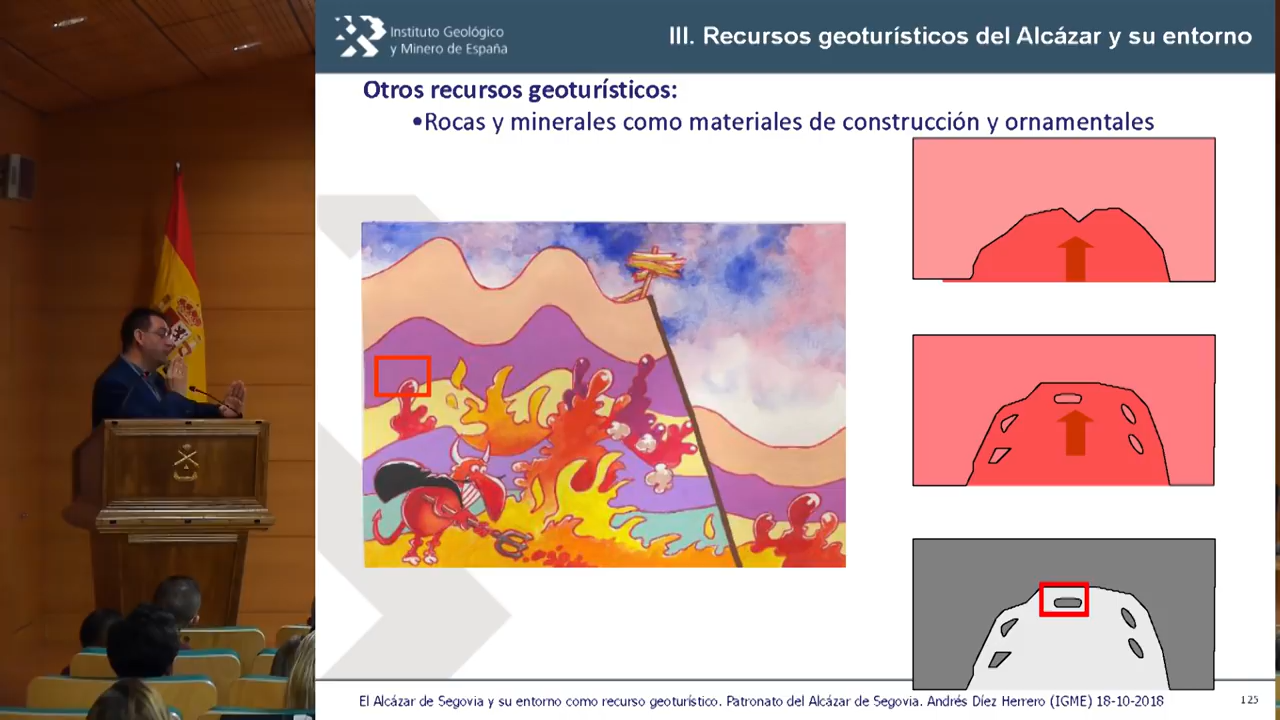 Instituto Geológico
y Minero de España
III. Recursos geoturísticos del Alcázar y su entorno
Otros recursos geoturísticos:
•Rocas y minerales como materiales de construcción y ornamentales
El Alcázar de Segovia y su entorno como recurso geoturístico. Patronato del Alcázar de Segovia. Andrés Díez Herrero (IGME) 18-10-2018
125